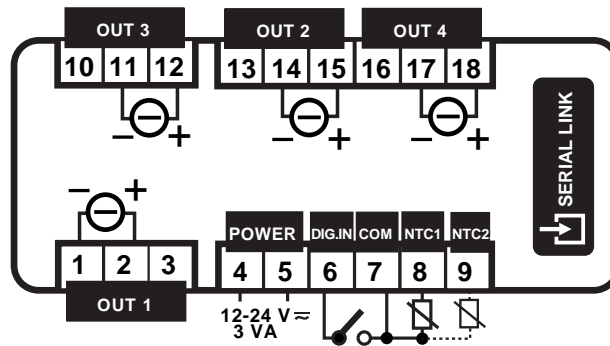 OUT 3 OUT 2 OUT 4
10 11 12 13 14 15 16 17 18
− + − + − +
SERIAL LINK
− +
POWER DIG.IN COM NTC1 NTC2
1 2 3 4 5 6 7 8 9
OUT 1
12-24 V ⎓
3 VA